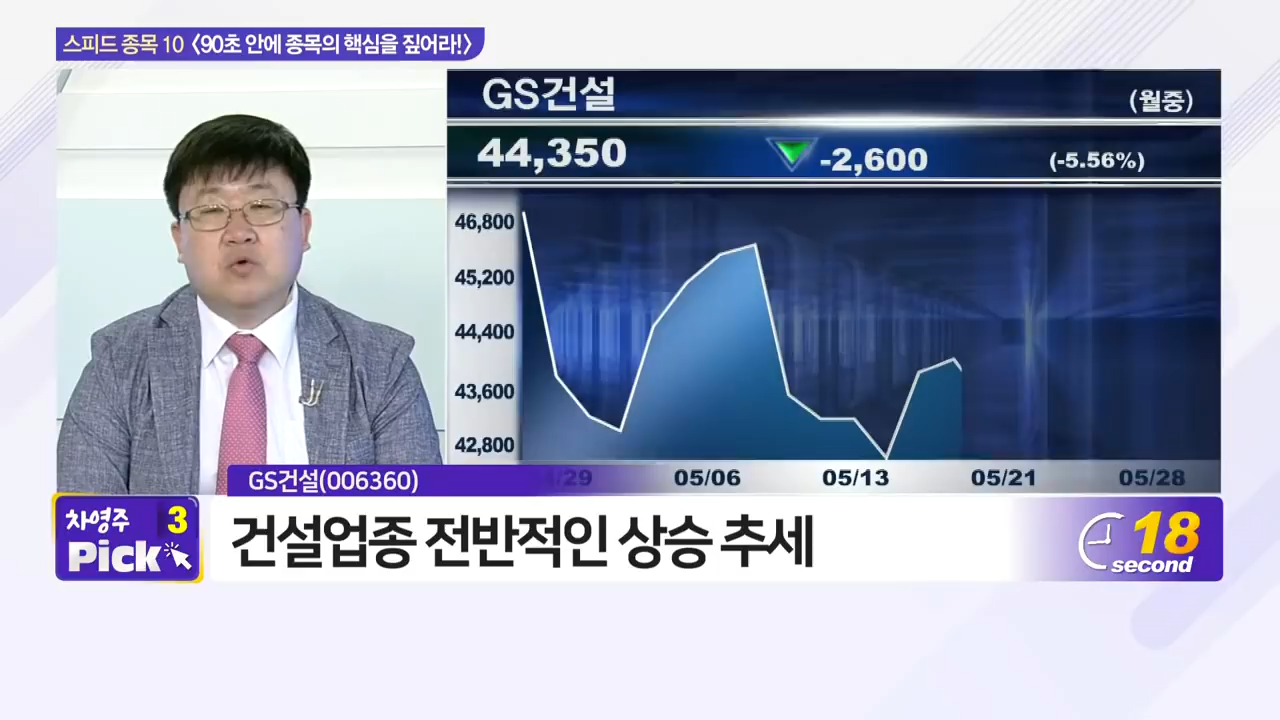 스피드 종목 10 〈90초 안에 종목의 핵심을 짚어라!〉
GS건설
(월중)
44,350
-2,600
(-5.56%)
46,800
45,200
44,400
43,600
42,800
/29
05/06
05/13
05/21
05/28
GS건설(006360)
차영주 3
Pick
건설업종 전반적인 상승 추세
18
second